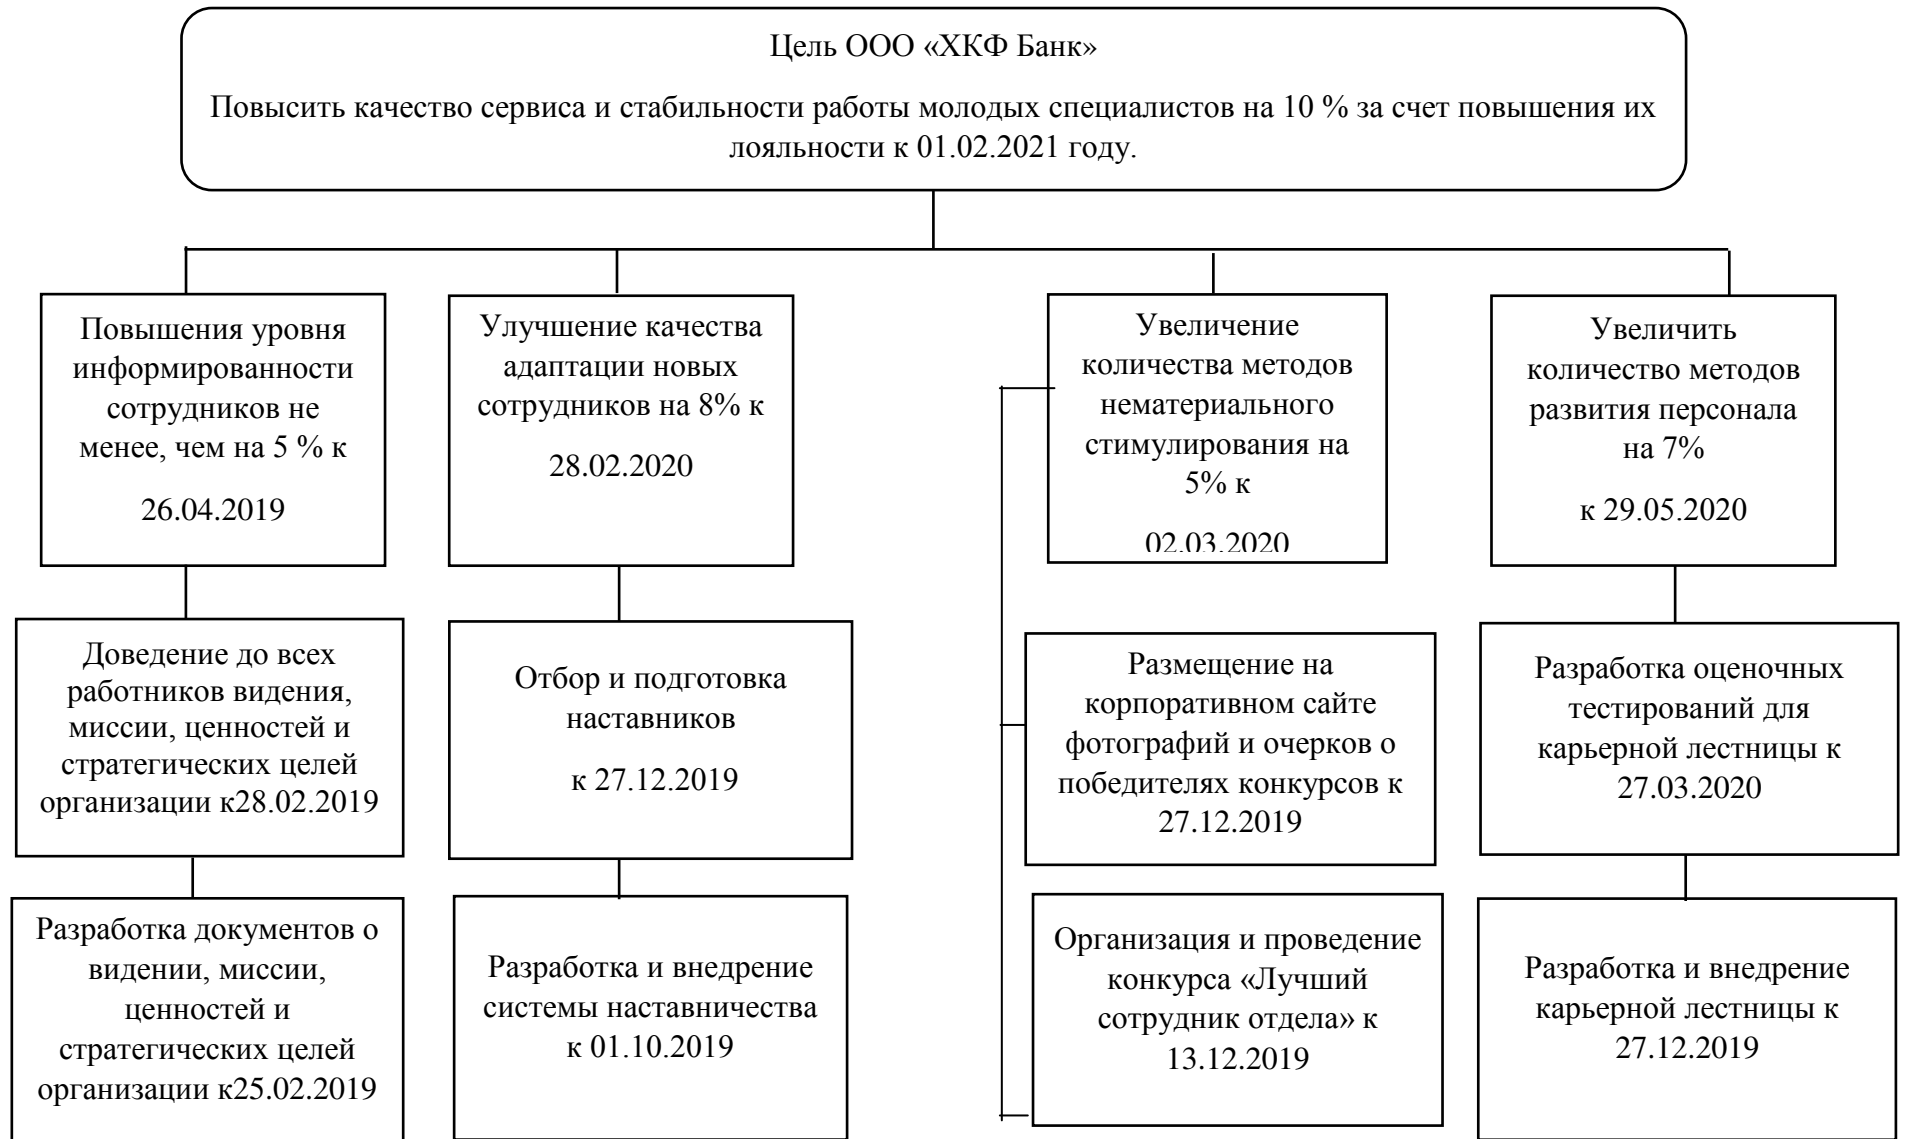 Цель ООО «ХКФ Банк»
Повысить качество сервиса и стабильности работы молодых специалистов на 10 % за счет повышения их
лояльности к 01.02.2021 году.
Повышения уровня
информированности
сотрудников не
менее, чем на 5 % к
26.04.2019
Улучшение качества
адаптации новых
сотрудников на 8% к
28.02.2020
Увеличение
количества методов
нематериального
стимулирования на
5% к
02.03.2020
Увеличить
количество методов
развития персонала
на 7%
к 29.05.2020
Доведение до всех
работников видения,
миссии, ценностей и
стратегических целей
организации к28.02.2019
Отбор и подготовка
наставников
к 27.12.2019
Размещение на
корпоративном сайте
фотографий и очерков о
победителях конкурсов к
27.12.2019
Разработка оценочных
тестирований для
карьерной лестницы к
27.03.2020
Разработка документов о
видении, миссии,
ценностей и
стратегических целей
организации к25.02.2019
Разработка и внедрение
системы наставничества
к 01.10.2019
Организация и проведение
конкурса «Лучший
сотрудник отдела» к
13.12.2019
Разработка и внедрение
карьерной лестницы к
27.12.2019